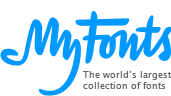 MyFonts
The world's largest
collection of fonts